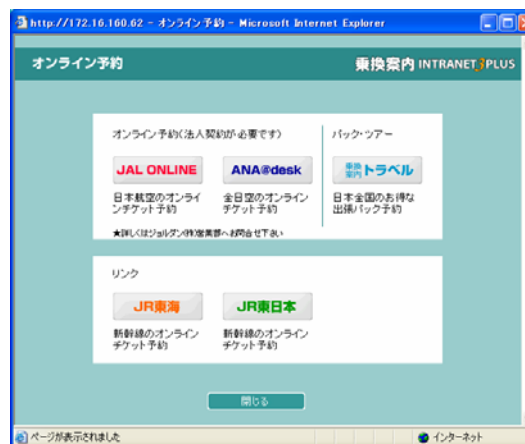 http://172.16.160.62 - オンライン予約 - Microsoft Internet Explorer
オンライン予約
乗換案内 INTRANET 3PLUS
オンライン予約(法人契約が必要です)
パック・ツアー
JAL ONLINE
ANA@desk
乗換案内トラベル
日本航空のオンラインチケット予約
全日空のオンラインチケット予約
日本全国のお得な出張パック予約
★詳しくはジョルダン(株)営業部へお問合せ下さい
リンク
JR東海
JR東日本
新幹線のオンラインチケット予約
新幹線のオンラインチケット予約
閉じる
ページが表示されました
インターネット